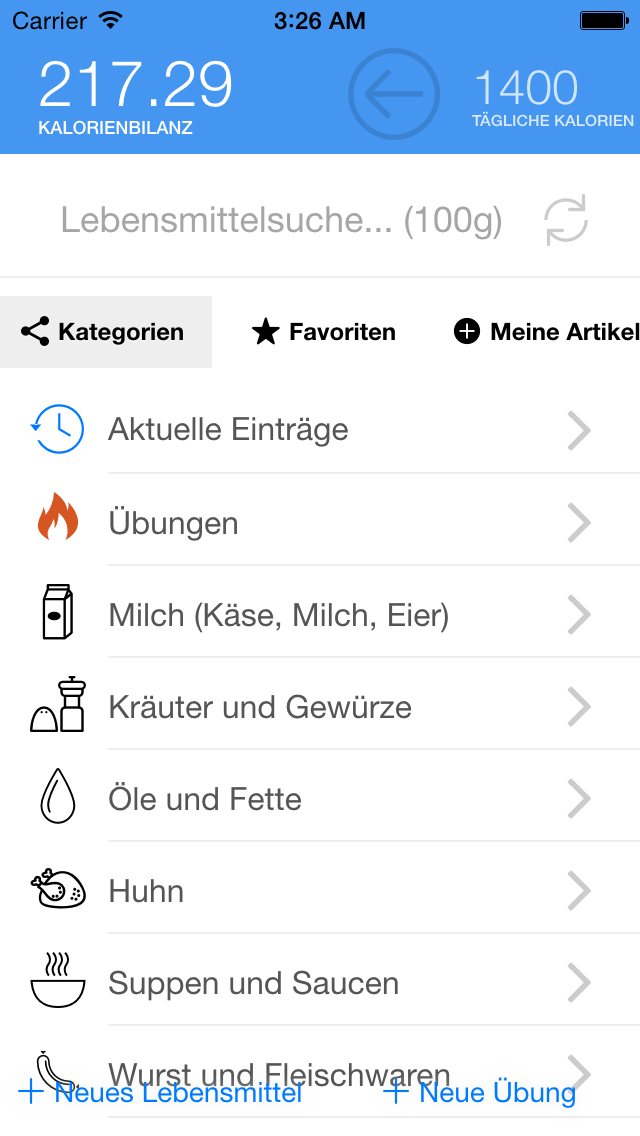 Carrier 3:26 AM
217.29 1400
KALORIENBILANZ TÄGLICHE KALORIEN
Lebensmittelsuche... (100g)
Kategorien Favoriten Meine Artikel
Aktuelle Einträge
Übungen
Milch (Käse, Milch, Eier)
Kräuter und Gewürze
Öle und Fette
Huhn
Suppen und Saucen
Wurst und Fleischwaren
Neues Lebensmittel Neue Übung